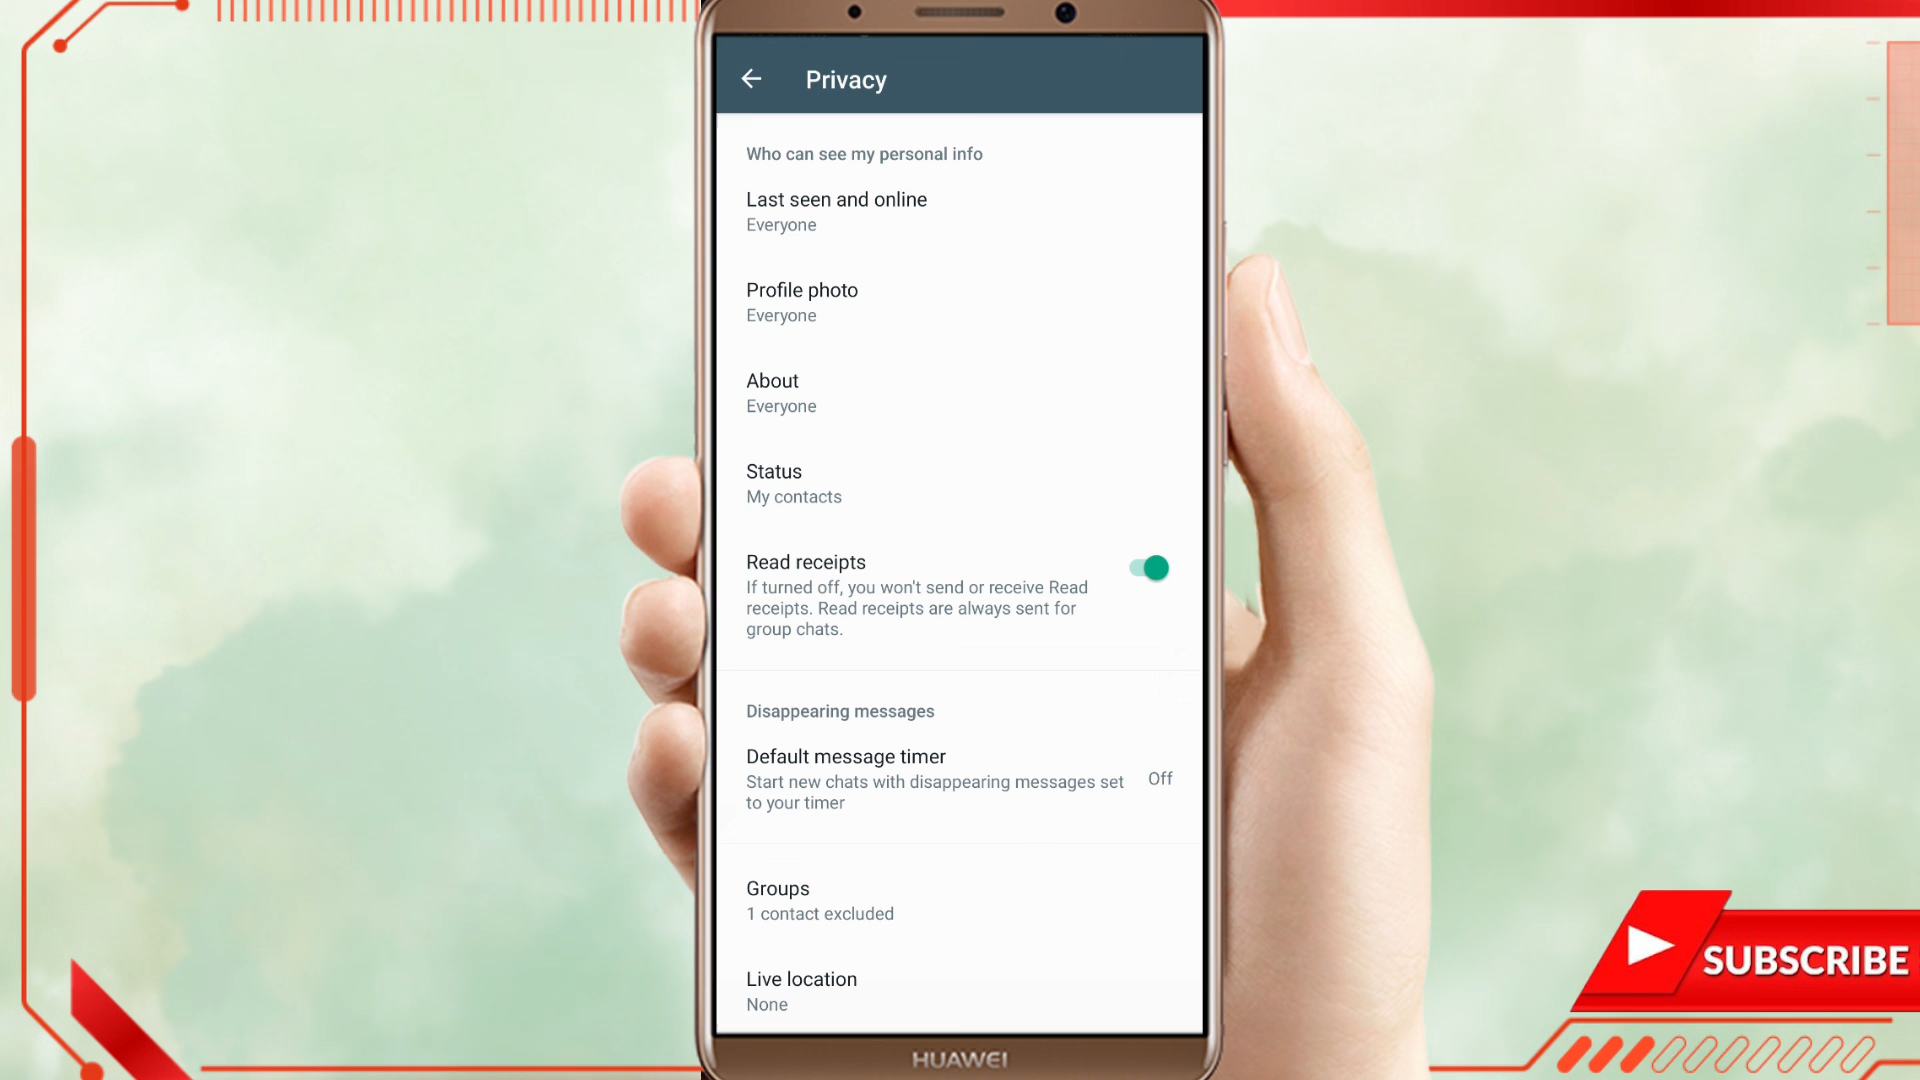 Privacy
Who can see my personal info
Last seen and online
Everyone
Profile photo
Everyone
About
Everyone
Status
My contacts
Read receipts
If turned off, you won't send or receive Read
receipts. Read receipts are always sent for
group chats.
Disappearing messages
Default message timer
Start new chats with disappearing messages set
to your timer
Off
Groups
1 contact excluded
Live location
None
HUAWEI
SUBSCRIBE